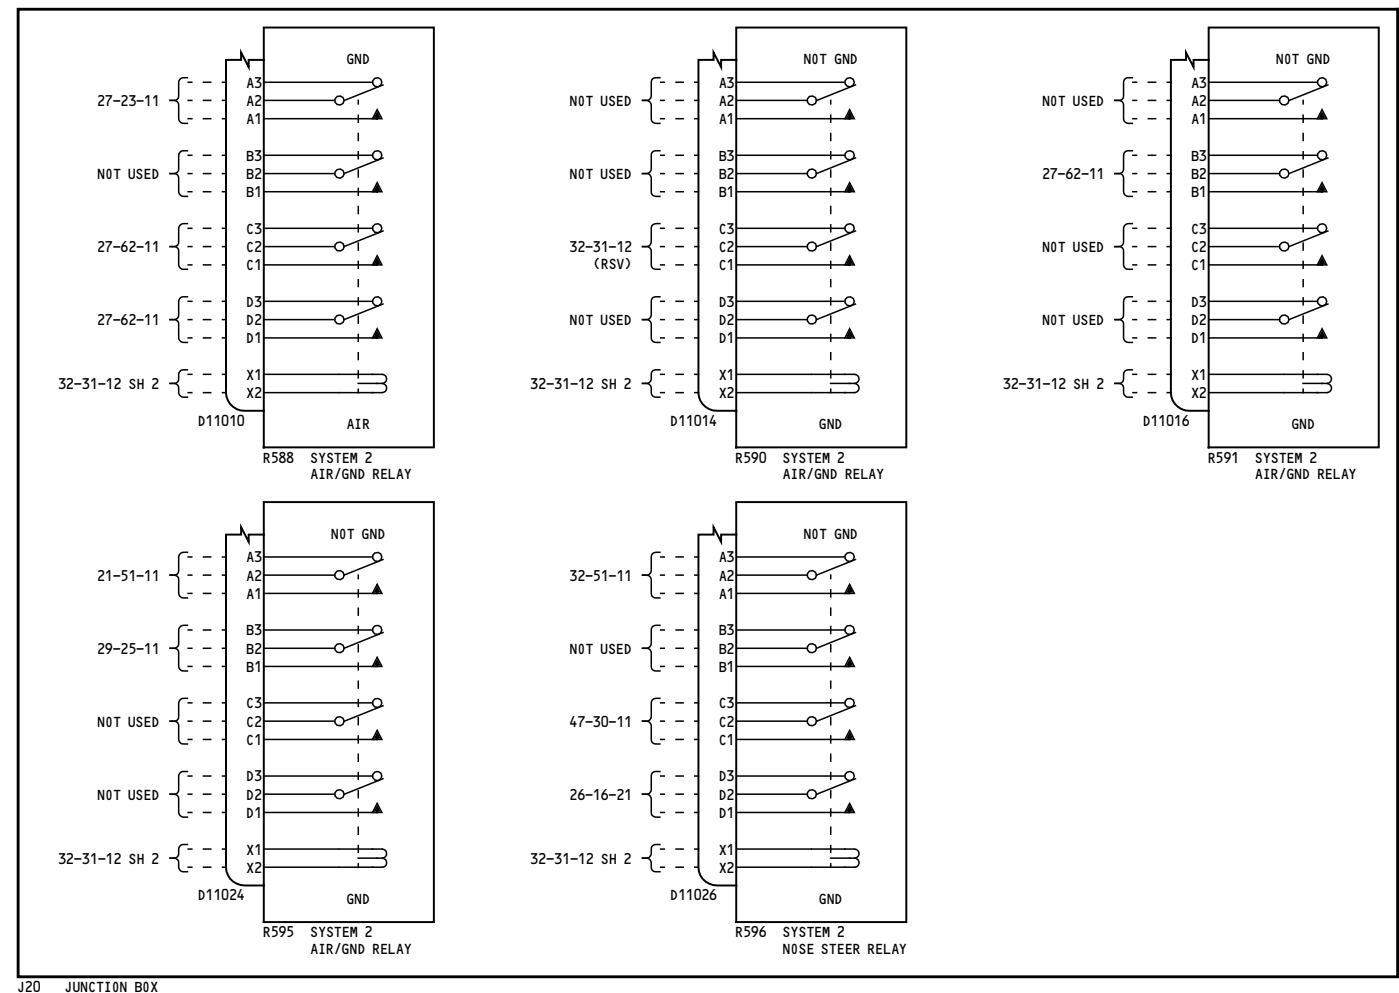 GND
27-23-11
A3
A2
A1
NOT USED
B3
B2
B1
27-62-11
C3
C2
C1
27-62-11
D3
D2
D1
32-31-12 SH 2
X1
X2
D11010
AIR
R588 SYSTEM 2
AIR/GND RELAY
NOT GND
NOT USED
A3
A2
A1
NOT USED
B3
B2
B1
32-31-12
(RSV)
C3
C2
C1
NOT USED
D3
D2
D1
32-31-12 SH 2
X1
X2
D11014
GND
R590 SYSTEM 2
AIR/GND RELAY
NOT GND
NOT USED
A3
A2
A1
27-62-11
B3
B2
B1
NOT USED
C3
C2
C1
NOT USED
D3
D2
D1
32-31-12 SH 2
X1
X2
D11016
GND
R591 SYSTEM 2
AIR/GND RELAY
NOT GND
21-51-11
A3
A2
A1
29-25-11
B3
B2
B1
NOT USED
C3
C2
C1
NOT USED
D3
D2
D1
32-31-12 SH 2
X1
X2
D11024
GND
R595 SYSTEM 2
AIR/GND RELAY
NOT GND
32-51-11
A3
A2
A1
NOT USED
B3
B2
B1
47-30-11
C3
C2
C1
26-16-21
D3
D2
D1
32-31-12 SH 2
X1
X2
D11026
GND
R596 SYSTEM 2
NOSE STEER RELAY
J20 JUNCTION BOX